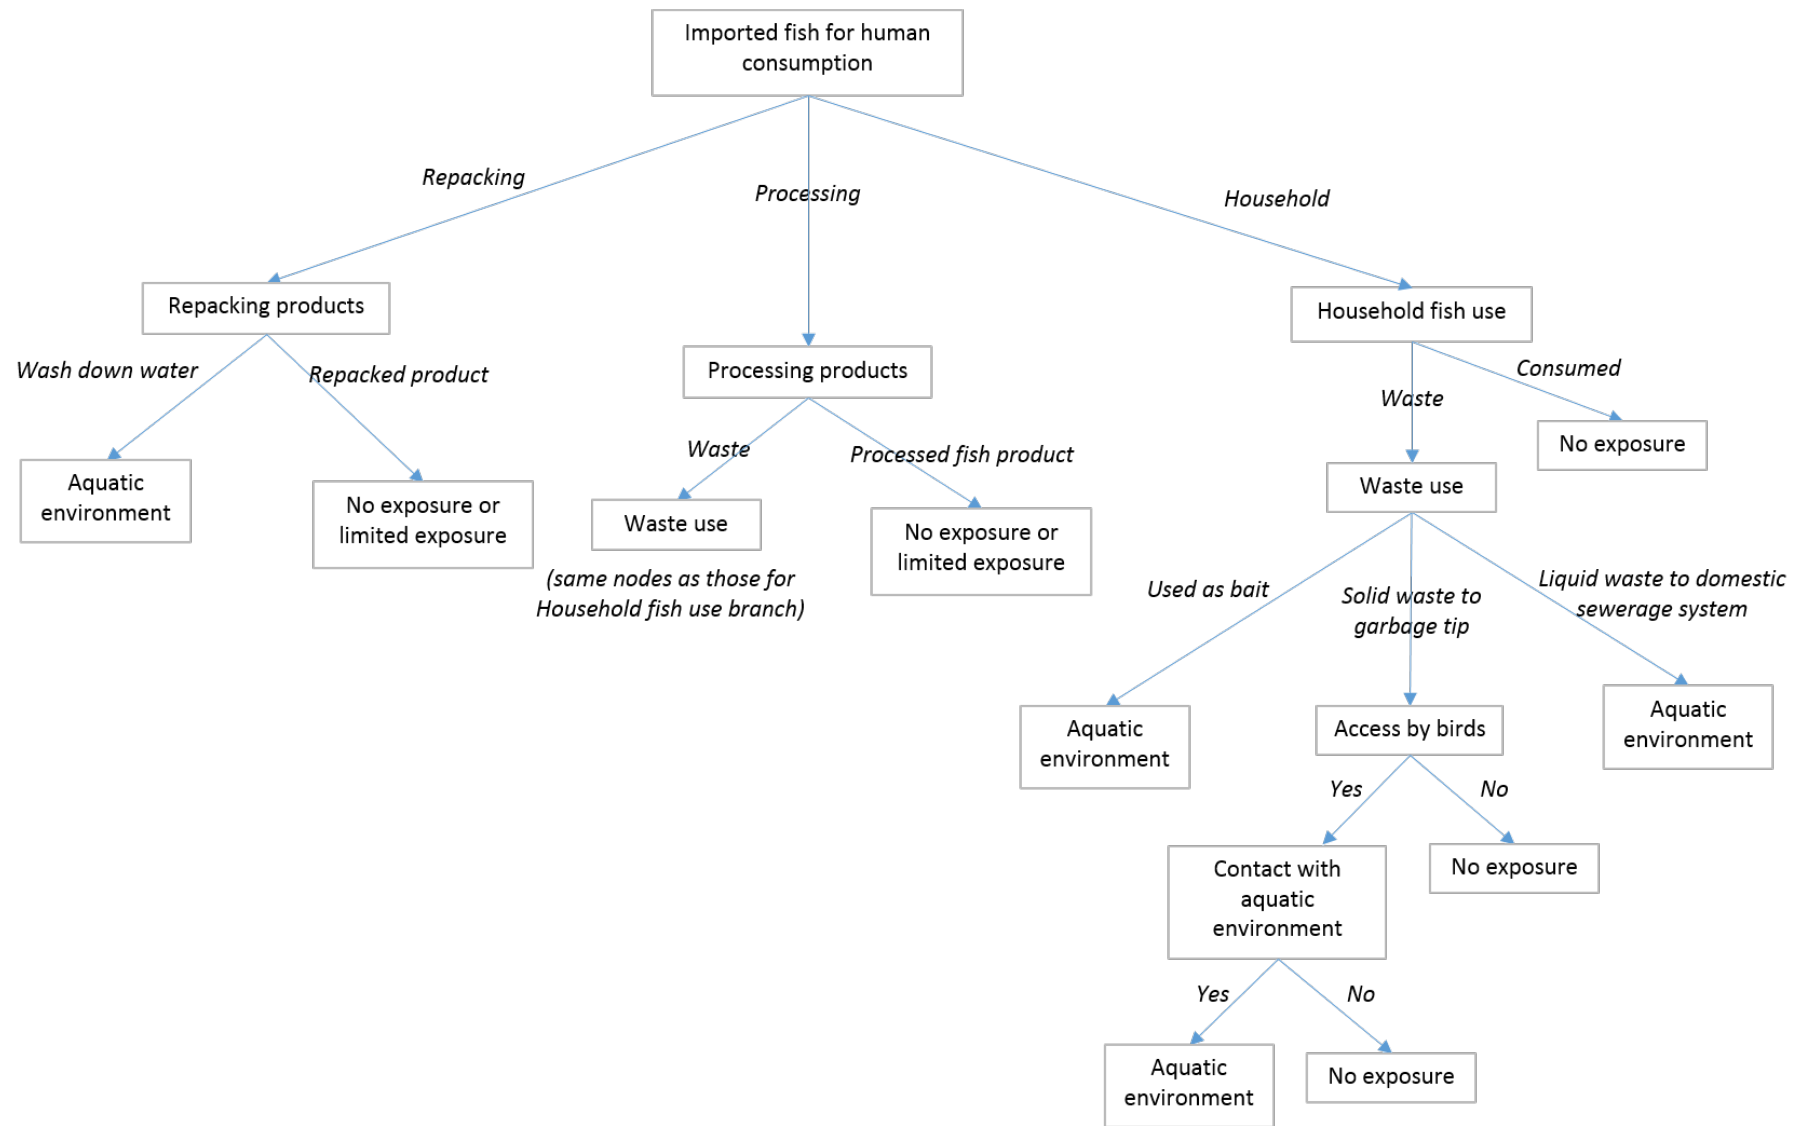 Imported fish for human
consumption
Repacking
Processing
Household
Repacking products
Household fish use
Wash down water
Repacked product
Processing products
Consumed
Waste
Aquatic
environment
No exposure or
limited exposure
Waste
Processed fish product
No exposure
Waste use
Waste use
(same nodes as those for
Household fish use branch)
No exposure or
limited exposure
Used as bait
Solid waste to
garbage tip
Liquid waste to domestic
sewerage system
Aquatic
environment
Access by birds
Aquatic
environment
Yes
No
Contact with
aquatic
environment
No exposure
Yes
No
Aquatic
environment
No exposure